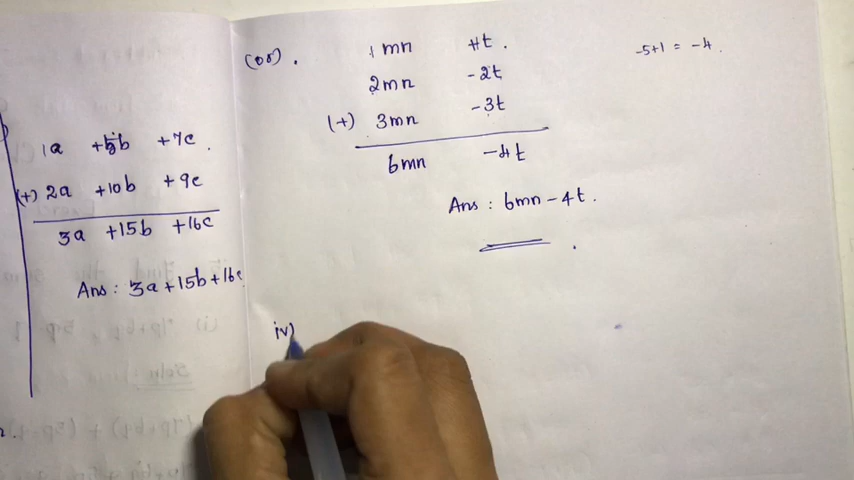 1a +5b +7c .
(+) 2a +10b +9c
3a +15b +16c
Ans : 3a+15b+16c
(or) .
1mn +t .
2mn -2t
(+) 3mn -3t
6mn -4t
Ans : 6mn-4t .
-5+1 = -4 .
iv)